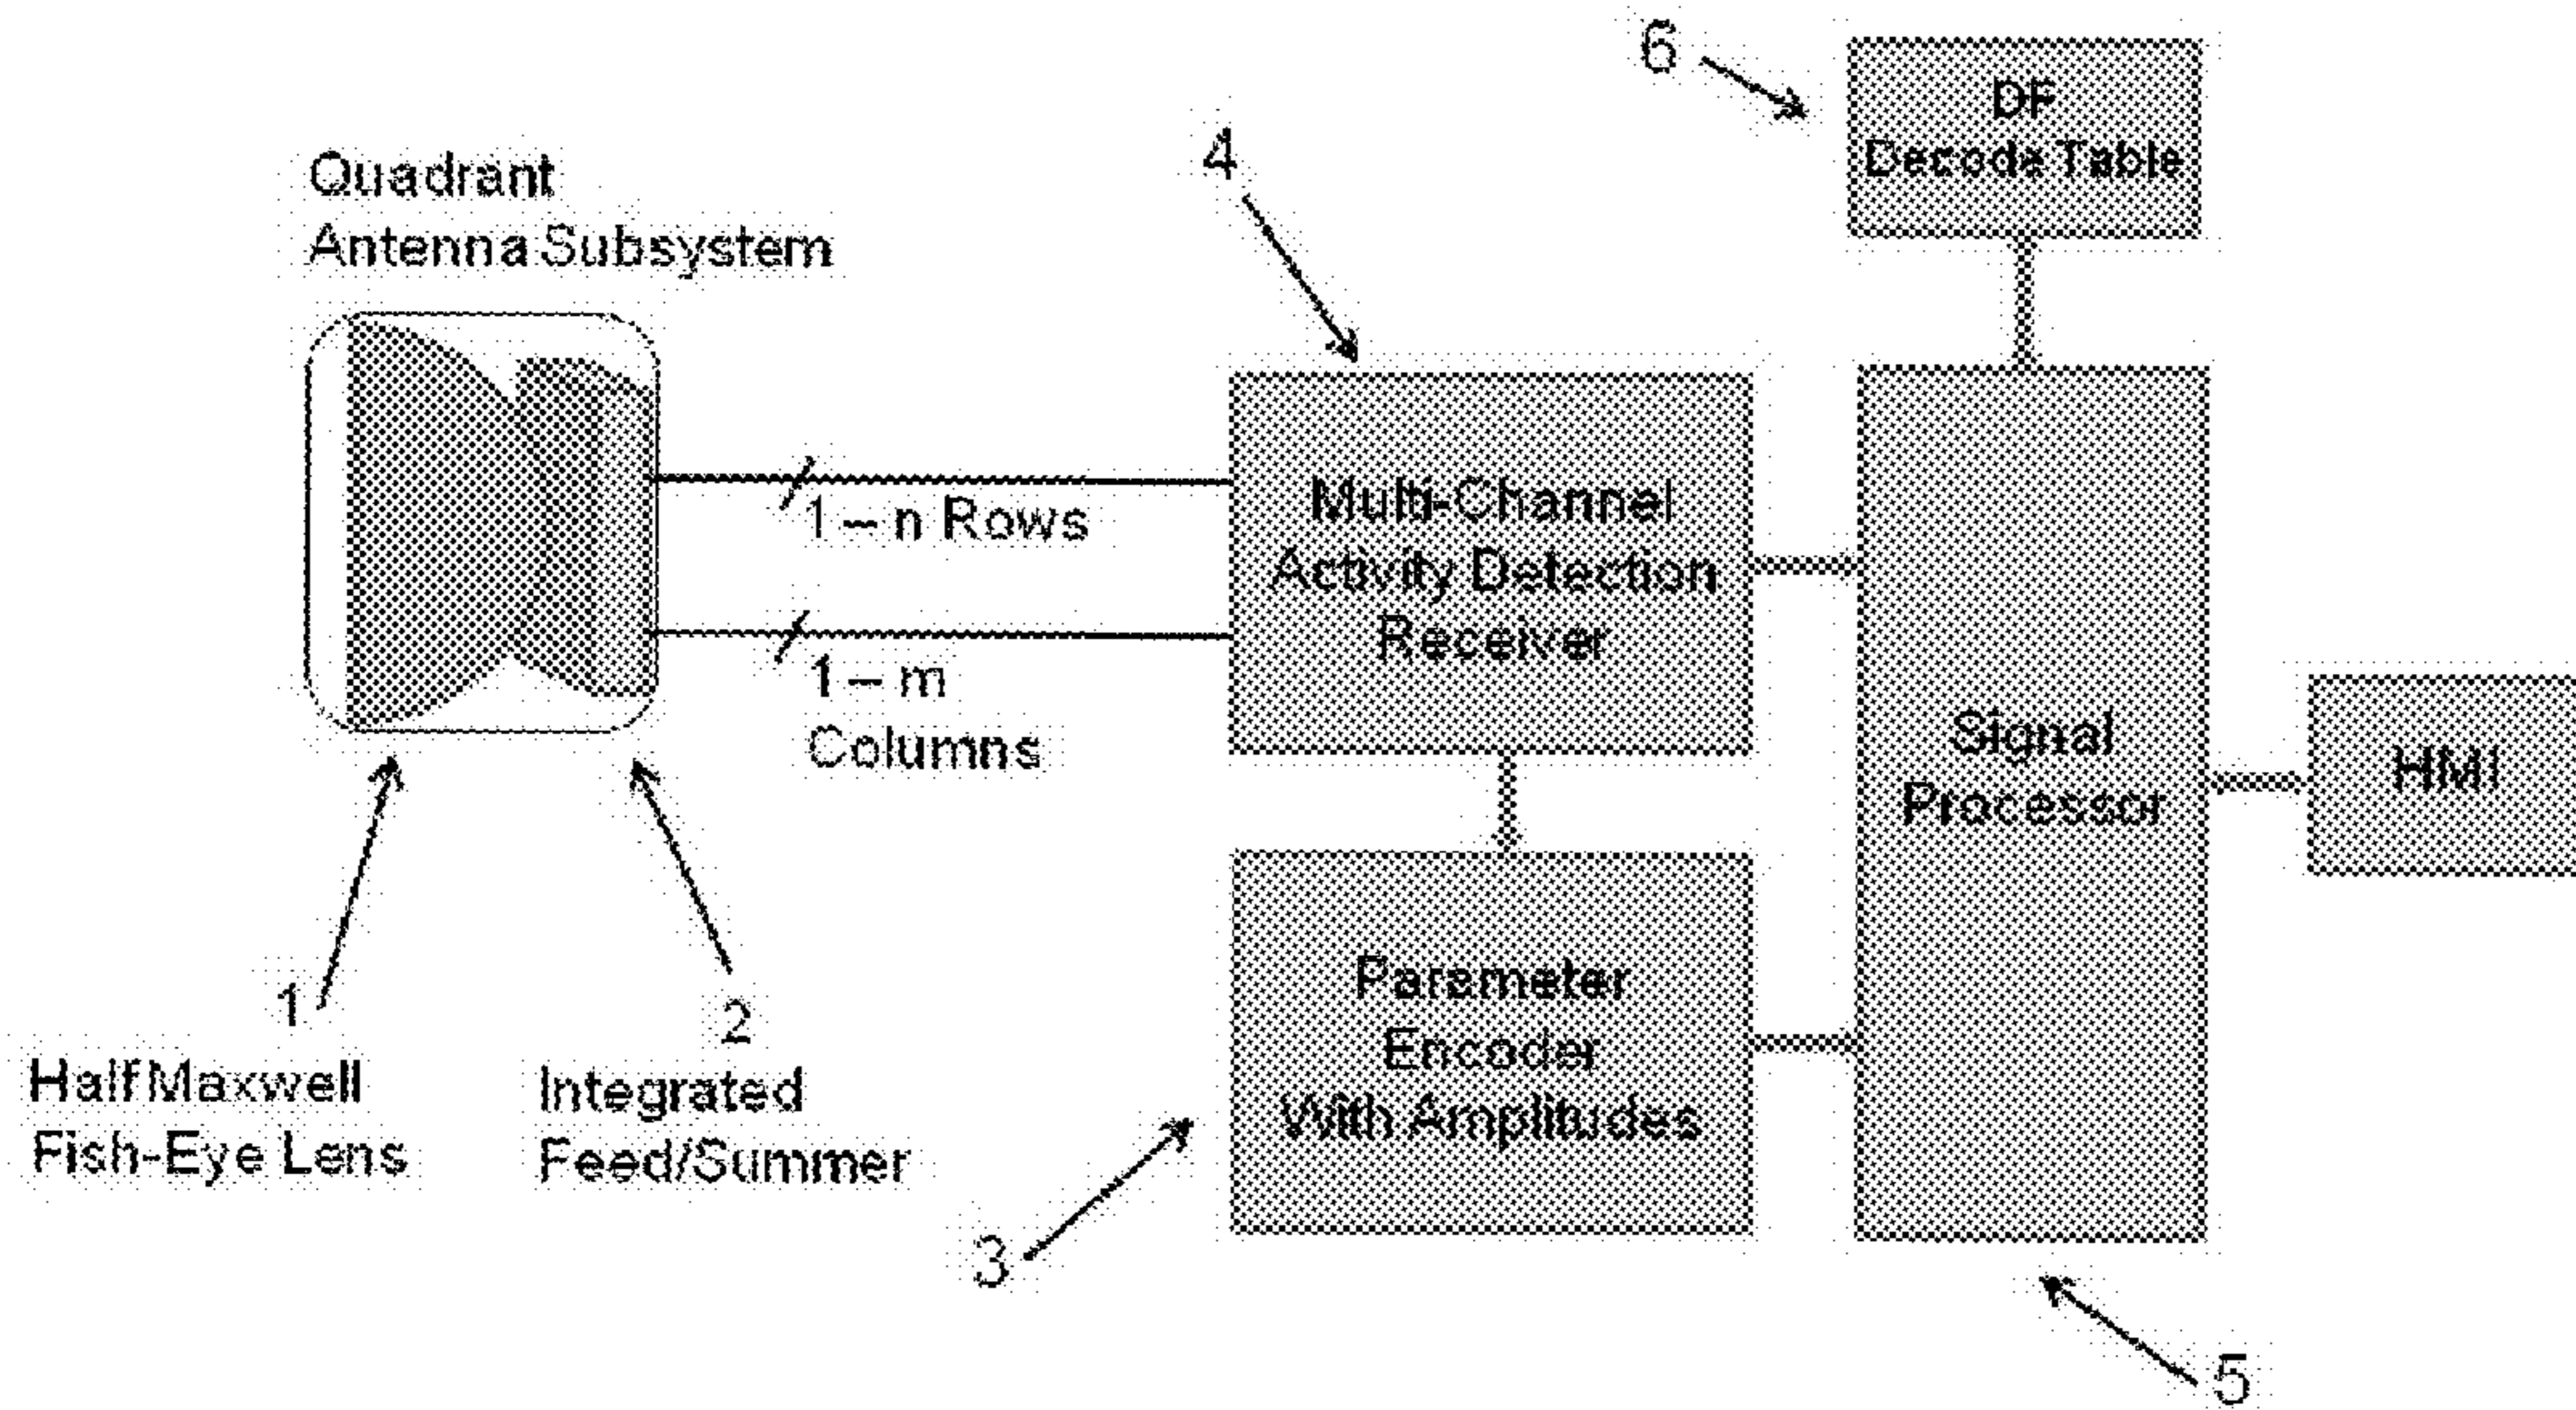 6
DF
Decode Table
4
Quadrant
Antenna Subsystem
1 – n Rows
1 – m
Columns
Multi-Channel
Activity Detection
Receiver
Signal
Processor
HMI
1
Half Maxwell
Fish-Eye Lens
2
Integrated
Feed/Summer
Parameter
Encoder
With Amplitudes
3
5